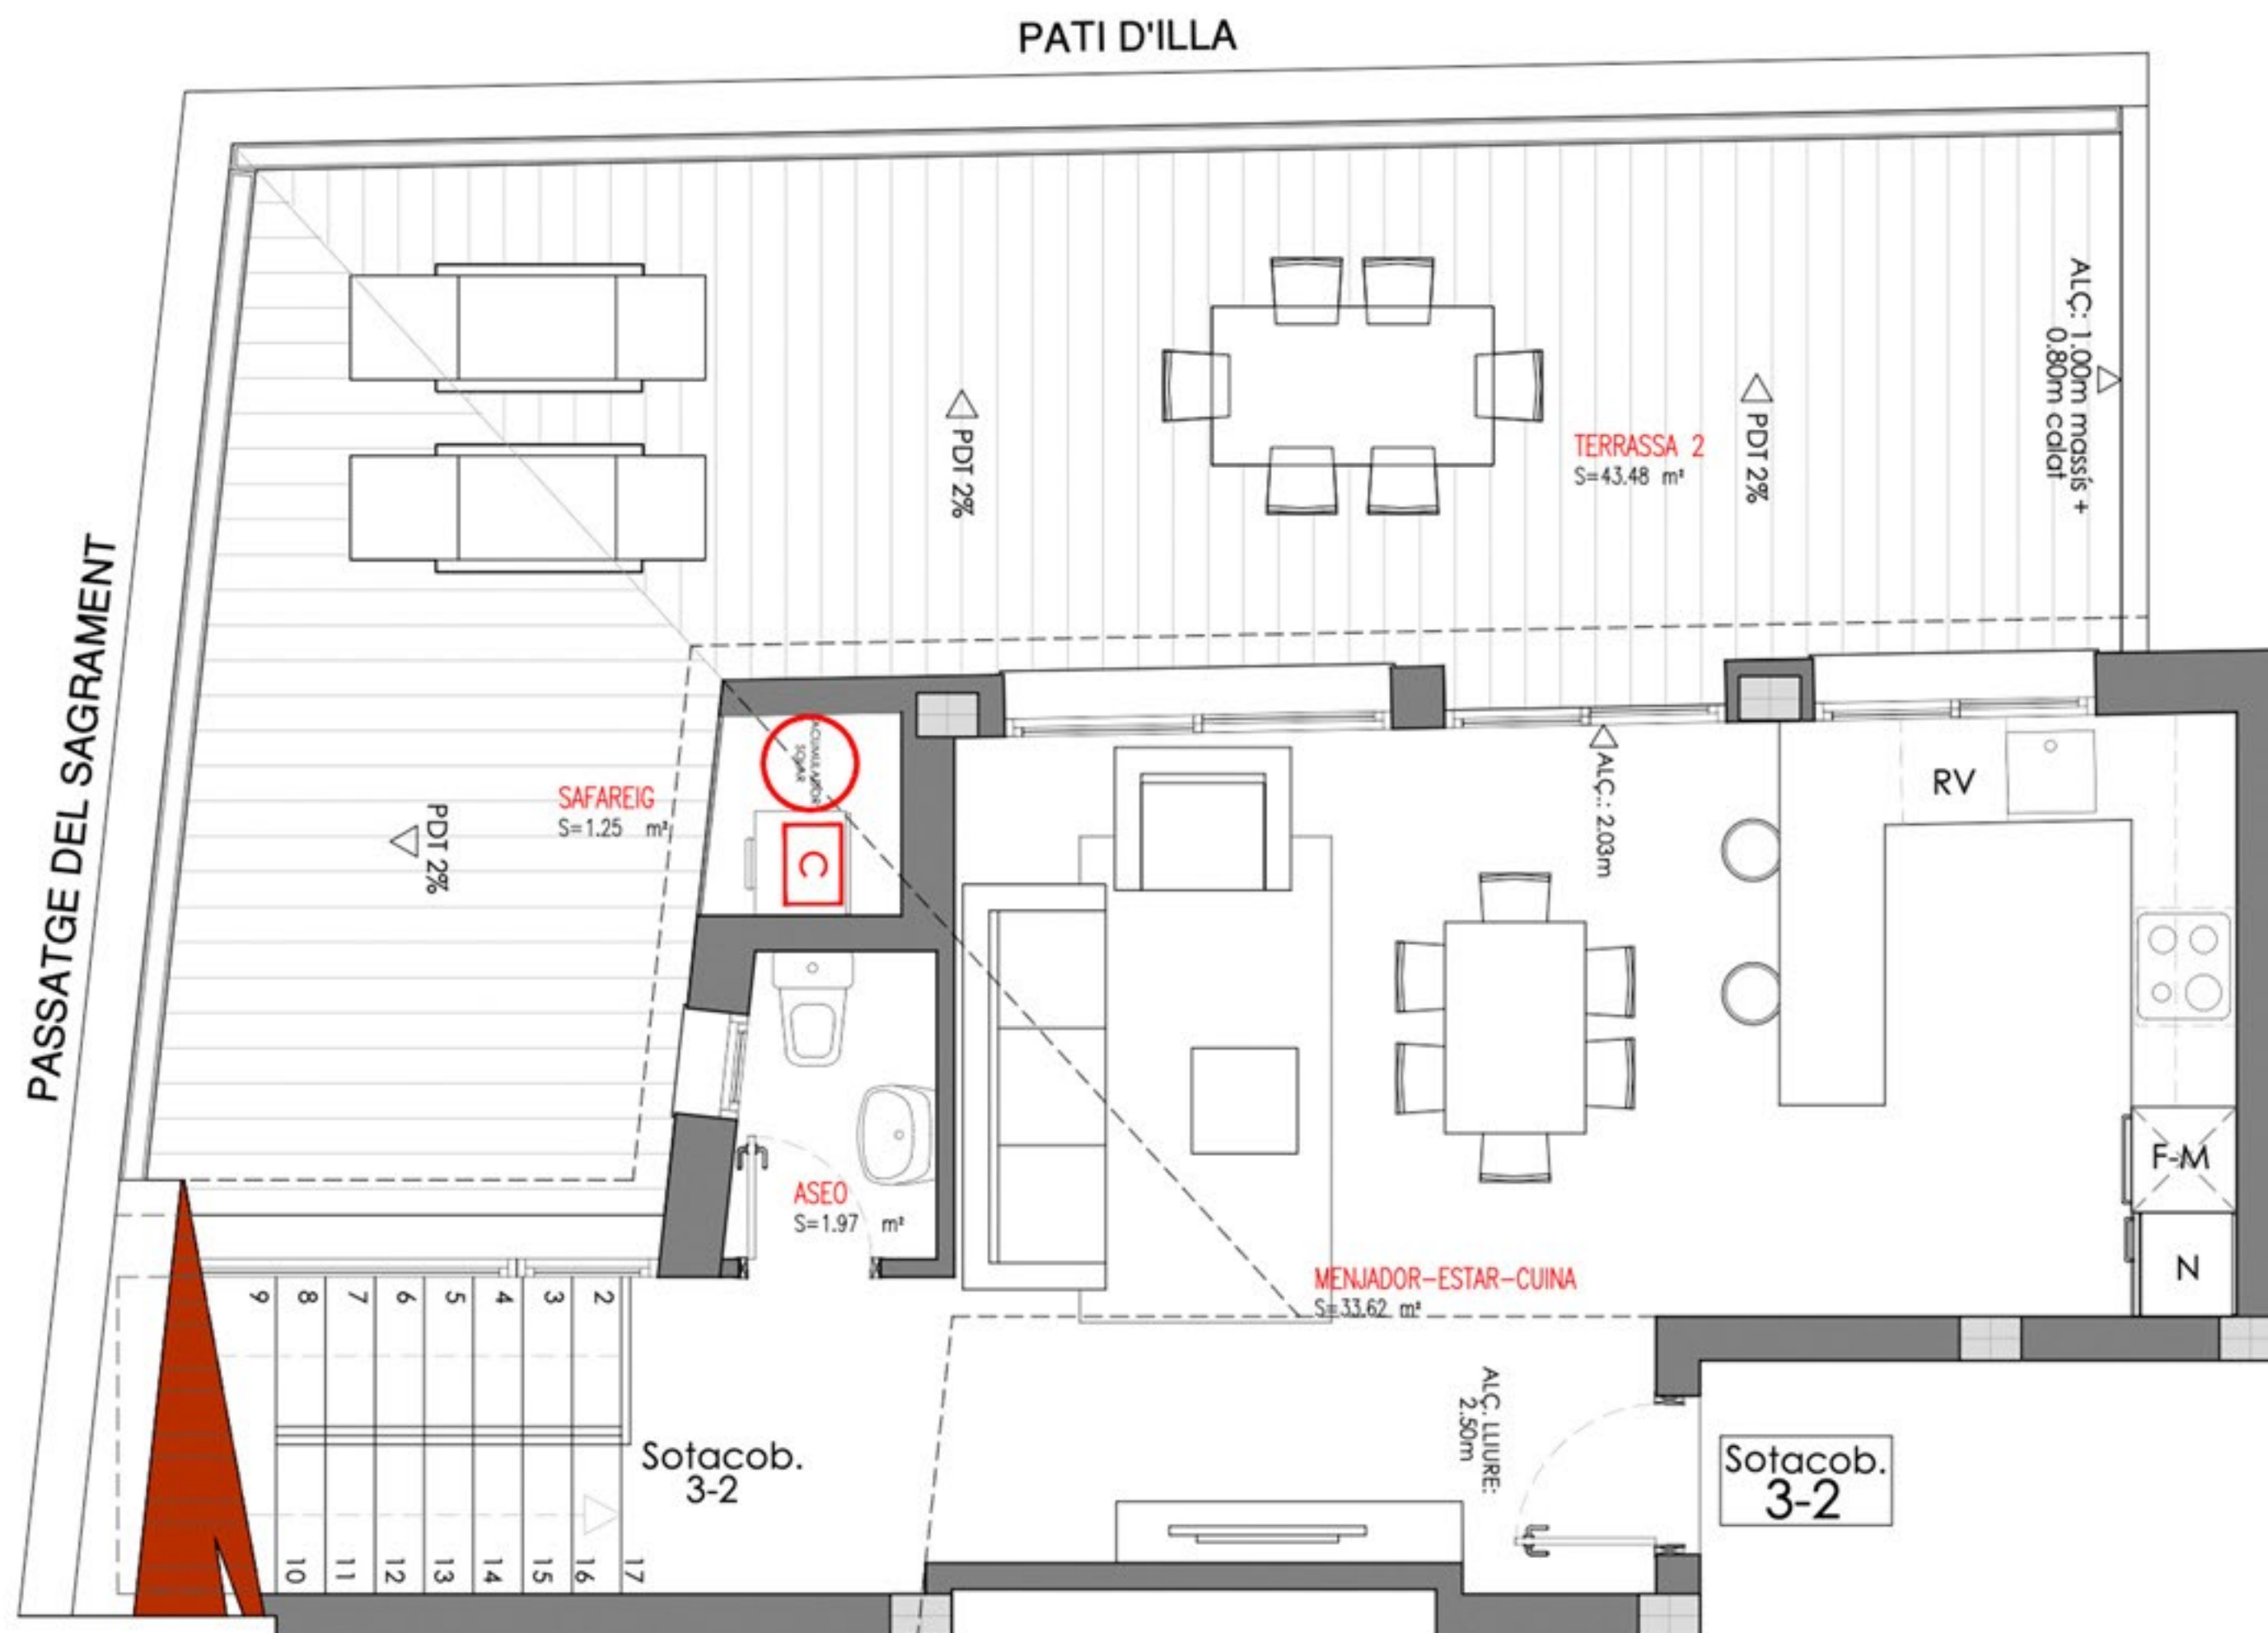 PATI D'ILLA
PASSATGE DEL SAGRAMENT
ALÇ: 1.00m massís +
0.80m calat
PDT 2%
TERRASSA 2
S=43.48 m²
PDT 2%
SAFAREIG
S=1.25 m²
PDT 2%
ACUMULADOR
SOLAR
C
ALÇ.: 2.03m
RV
ASEO
S=1.97 m²
F-M
N
MENJADOR-ESTAR-CUINA
S=33.62 m²
9 8 7 6 5 4 3 2
Sotacob.
3-2
ALÇ. LLIURE:
2.50m
Sotacob.
3-2
10 11 12 13 14 15 16 17